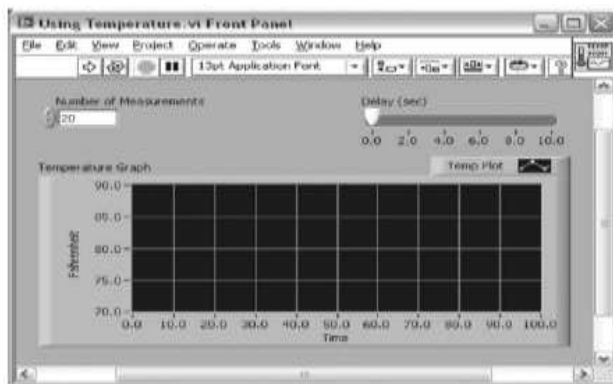 Using Temperature.vi Front Panel
File Edit View Project Operate Tools Window Help
13pt Application Font
Number of Measurements
20
Delay (sec)
0.0 2.0 4.0 6.0 8.0 10.0
Temperature Graph
Temp Plot
90.0
85.0
80.0
75.0
70.0
Fahrenheit
0.0 10.0 20.0 30.0 40.0 50.0 60.0 70.0 80.0 90.0 100.0
Time